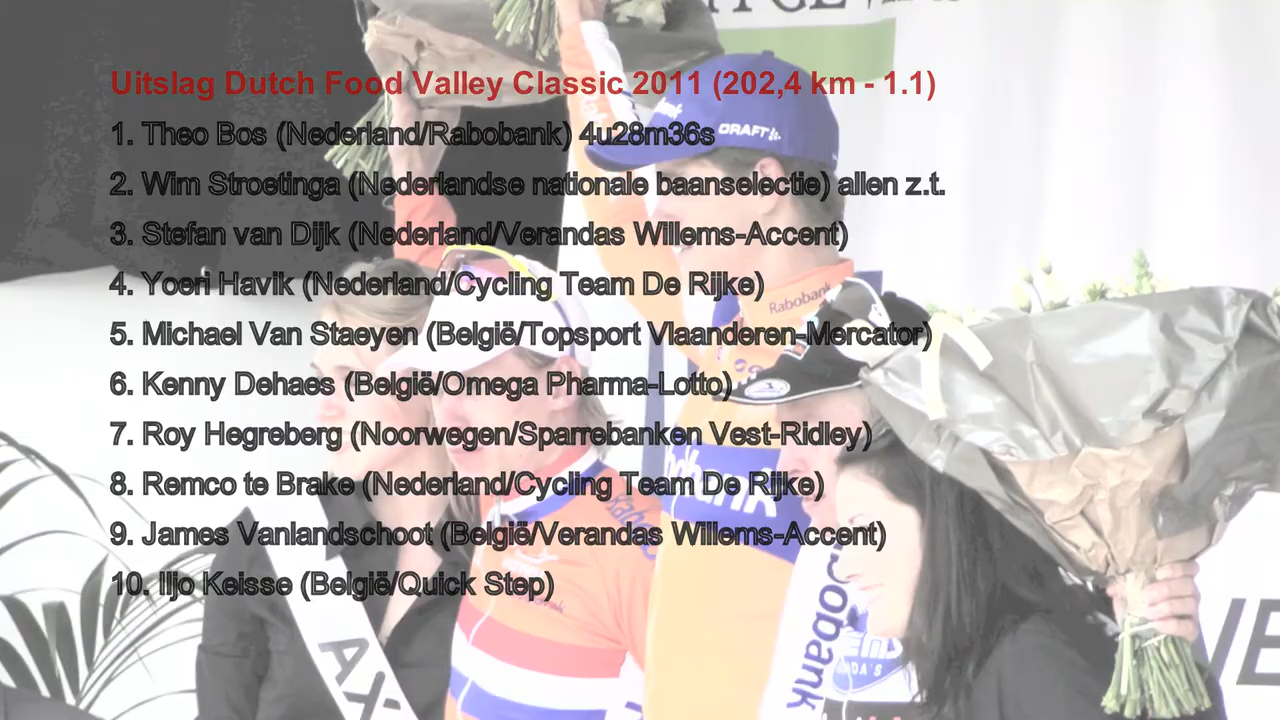 Uitslag Dutch Food Valley Classic 2011 (202,4 km - 1.1)
1. Theo Bos (Nederland/Rabobank) 4u28m36s
2. Wim Stroetinga (Nederlandse nationale baanselectie) allen z.t.
3. Stefan van Dijk (Nederland/Verandas Willems-Accent)
4. Yoeri Havik (Nederland/Cycling Team De Rijke)
5. Michael Van Staeyen (België/Topsport Vlaanderen-Mercator)
6. Kenny Dehaes (België/Omega Pharma-Lotto)
7. Roy Hegreberg (Noorwegen/Sparrebanken Vest-Ridley)
8. Remco te Brake (Nederland/Cycling Team De Rijke)
9. James Vanlandschoot (België/Verandas Willems-Accent)
10. Iljo Keisse (België/Quick Step)
DRAFT
Rabobank
AX